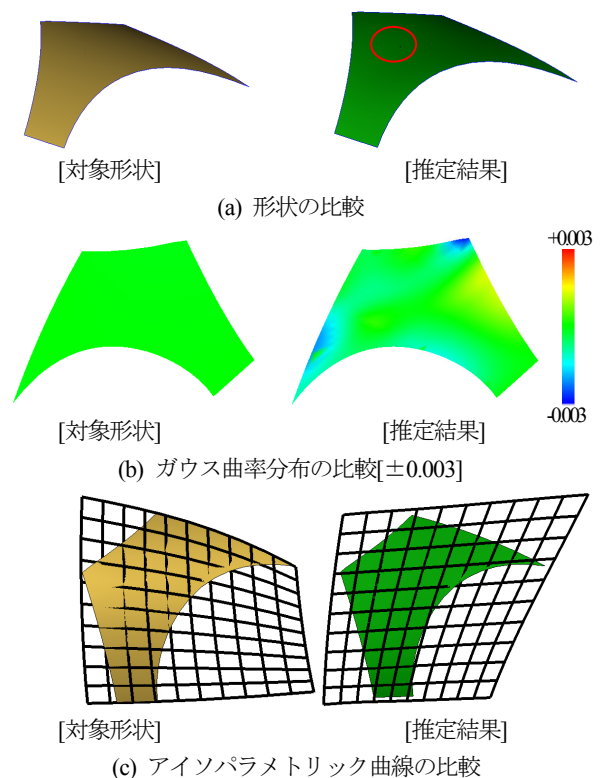 [対象形状] [推定結果]
(a) 形状の比較
+0.003
-0.003
[対象形状] [推定結果]
(b) ガウス曲率分布の比較[±0.003]
[対象形状] [推定結果]
(c) アイソパラメトリック曲線の比較